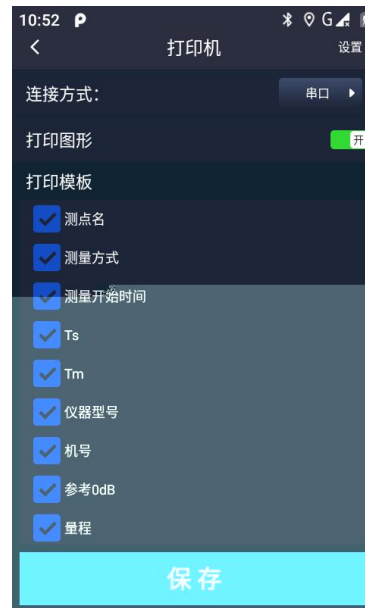 10:52 P G
打印机 设置
连接方式: 串口
打印图形 开
打印模板
测点名
测量方式
测量开始时间
Ts
Tm
仪器型号
机号
参考0dB
量程
保存